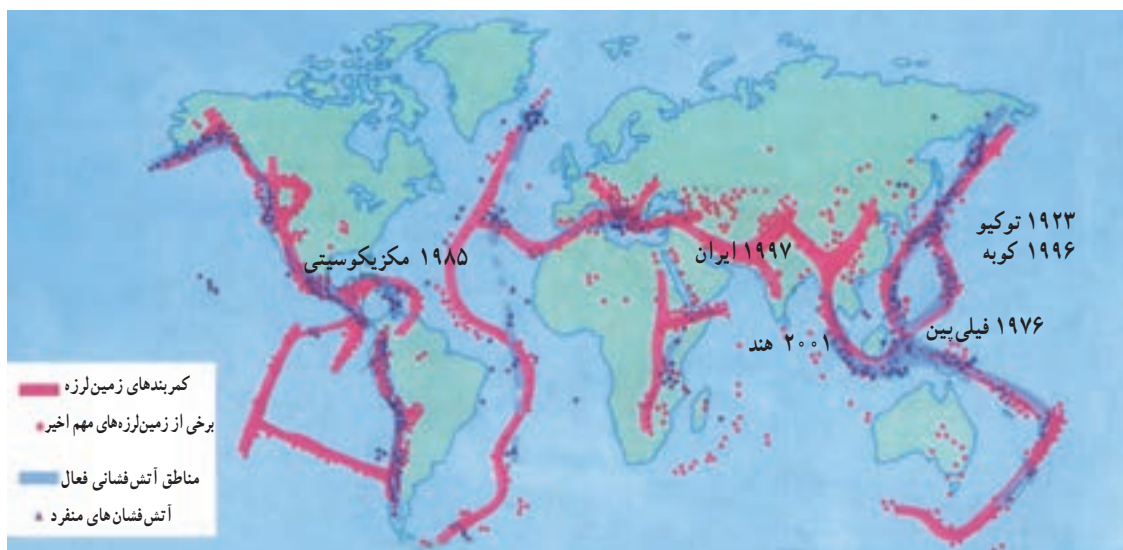 ۱۹۲۳ توکیو
۱۹۹۶ کوبه
۱۹۹۷ ایران
۱۹۸۵ مکزیکوسیتی
۱۹۷۶ فیلی‌پین
۲۰۰۱ هند
کمربندهای زمین‌لرزه
برخی از زمین‌لرزه‌های مهم اخیر
مناطق آتش‌فشانی فعال
آتش‌فشان‌های منفرد